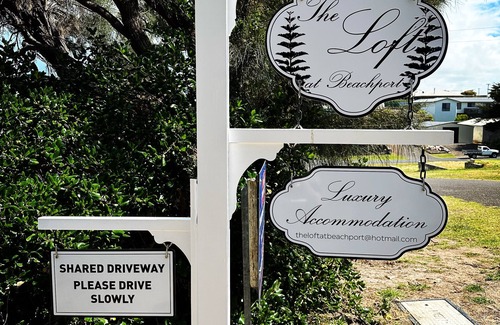 The
Loft
at Beachport
Luxury
Accommodation
theloftatbeachport@hotmail.com
SHARED DRIVEWAY
PLEASE DRIVE
SLOWLY